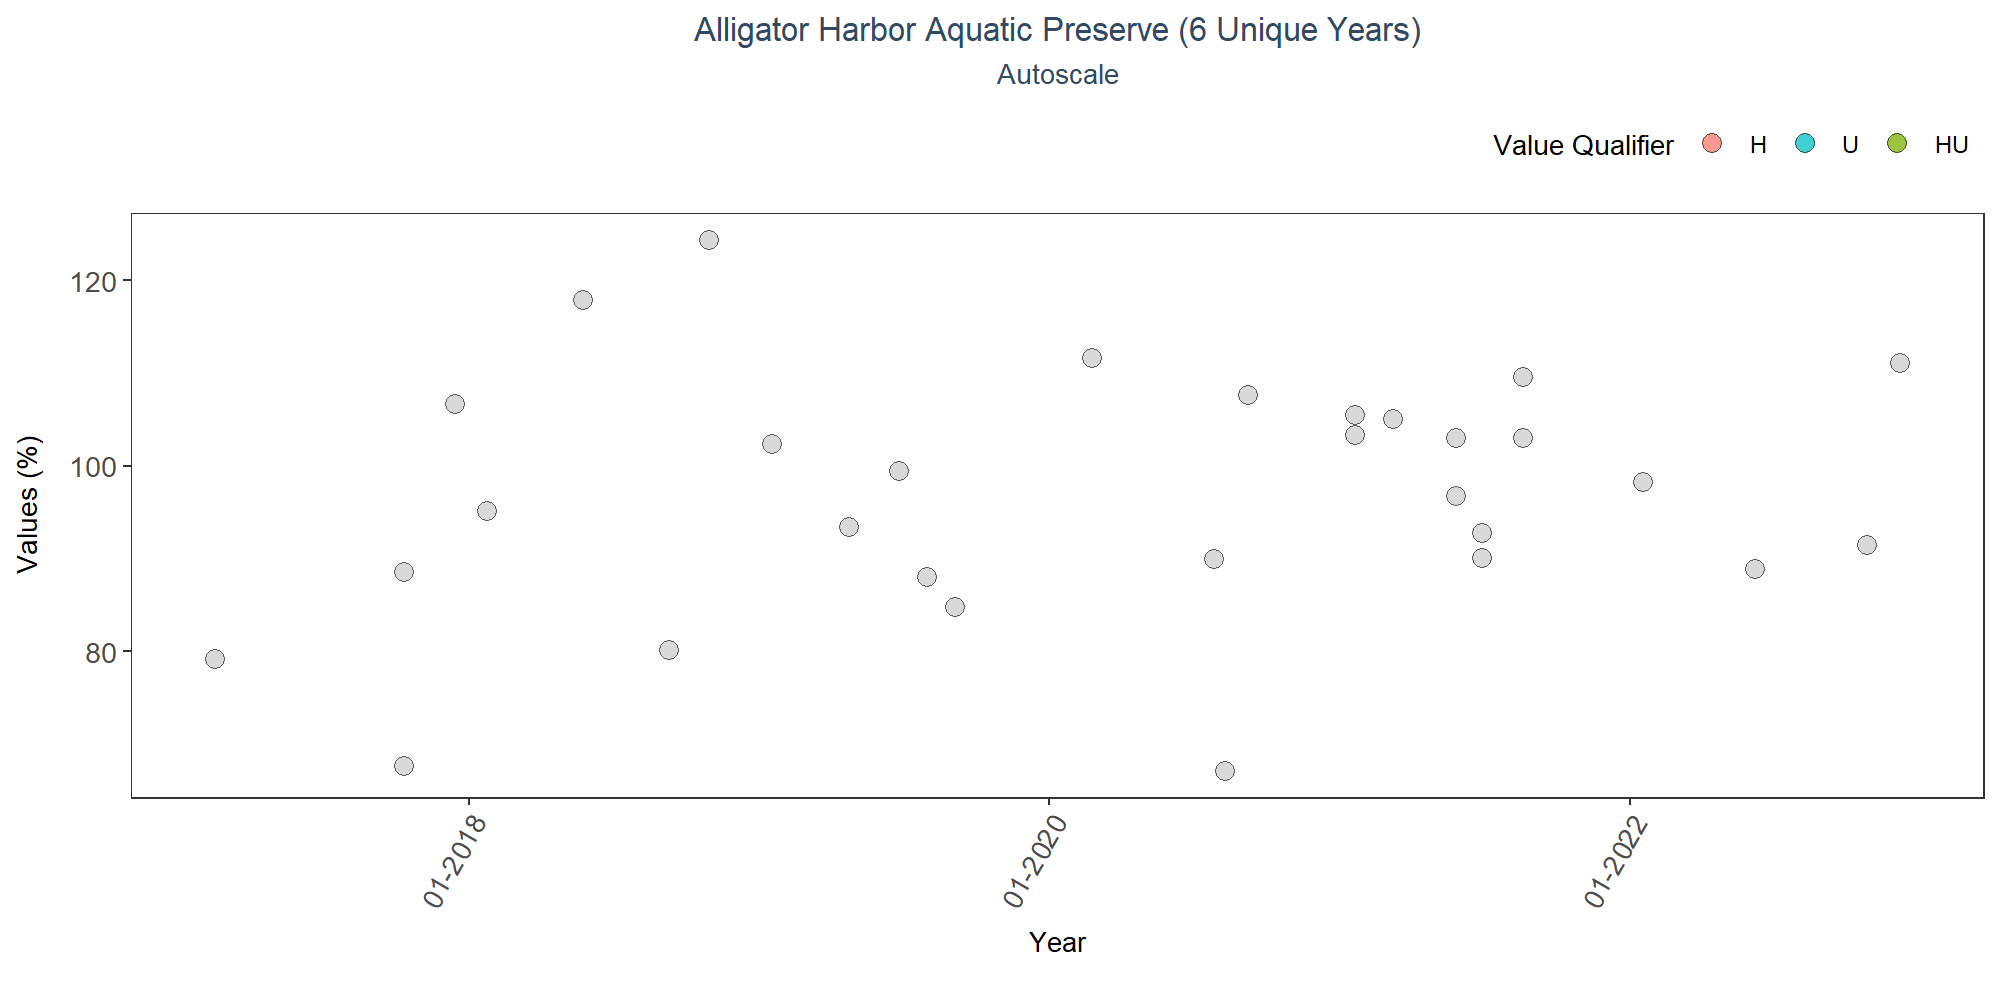 Alligator Harbor Aquatic Preserve (6 Unique Years)
Autoscale
Value Qualifier H U HU
120
100
80
Values (%)
01-2018 01-2020 01-2022
Year